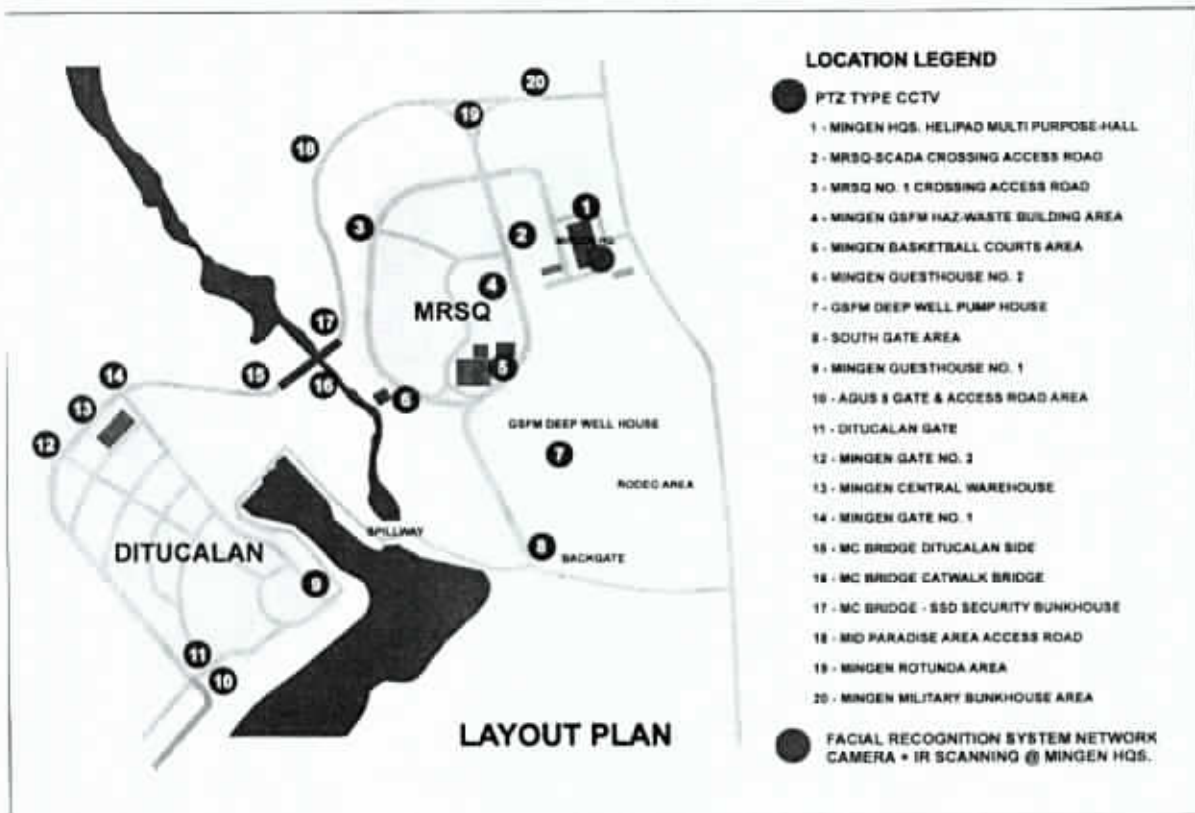 LOCATION LEGEND
PTZ TYPE CCTV
1 - MINGEN HQS. HELIPAD MULTI PURPOSE-HALL
2 - MRSQ-SCADA CROSSING ACCESS ROAD
3 - MRSQ NO. 1 CROSSING ACCESS ROAD
4 - MINGEN GSFM HAZ-WASTE BUILDING AREA
5 - MINGEN BASKETBALL COURTS AREA
6 - MINGEN GUESTHOUSE NO. 2
7 - GSFM DEEP WELL PUMP HOUSE
8 - SOUTH GATE AREA
9 - MINGEN GUESTHOUSE NO. 1
10 - AGUS 8 GATE & ACCESS ROAD AREA
11 - DITUCALAN GATE
12 - MINGEN GATE NO. 2
13 - MINGEN CENTRAL WAREHOUSE
14 - MINGEN GATE NO. 1
15 - MC BRIDGE DITUCALAN SIDE
16 - MC BRIDGE CATWALK BRIDGE
17 - MC BRIDGE - SSD SECURITY BUNKHOUSE
18 - MID PARADISE AREA ACCESS ROAD
19 - MINGEN ROTUNDA AREA
20 - MINGEN MILITARY BUNKHOUSE AREA
FACIAL RECOGNITION SYSTEM NETWORK
CAMERA + IR SCANNING @ MINGEN HQS.
20
19
18
1
3
2
4
MRSQ
17
5
15
16
14
6
13
GSFM DEEP WELL HOUSE
12
7
RODEO AREA
SPILLWAY
DITUCALAN
8
BACKGATE
9
11
10
LAYOUT PLAN